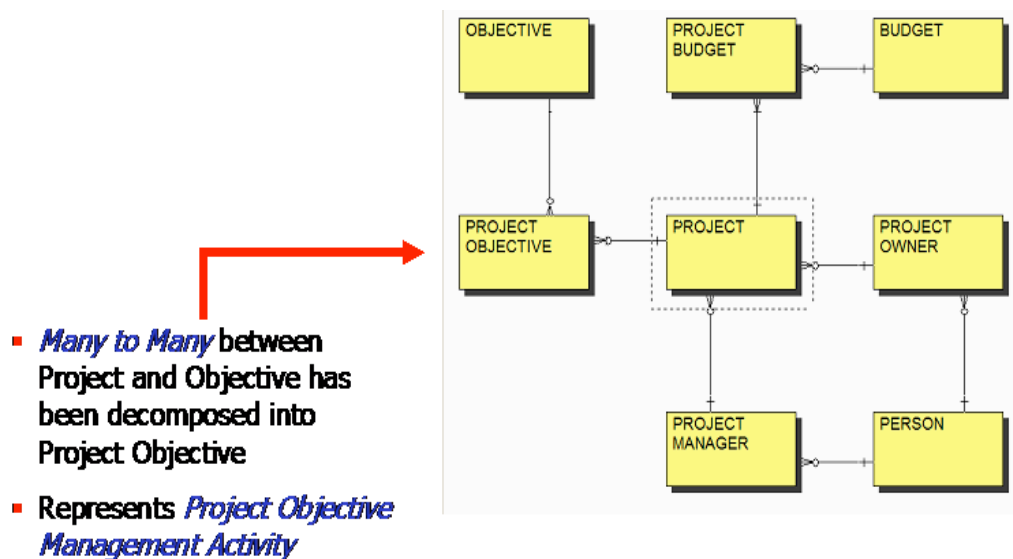 OBJECTIVE
PROJECT
BUDGET
BUDGET
PROJECT
OBJECTIVE
PROJECT
PROJECT
OWNER
PROJECT
MANAGER
PERSON
▪ Many to Many between
Project and Objective has
been decomposed into
Project Objective
▪ Represents Project Objective
Management Activity